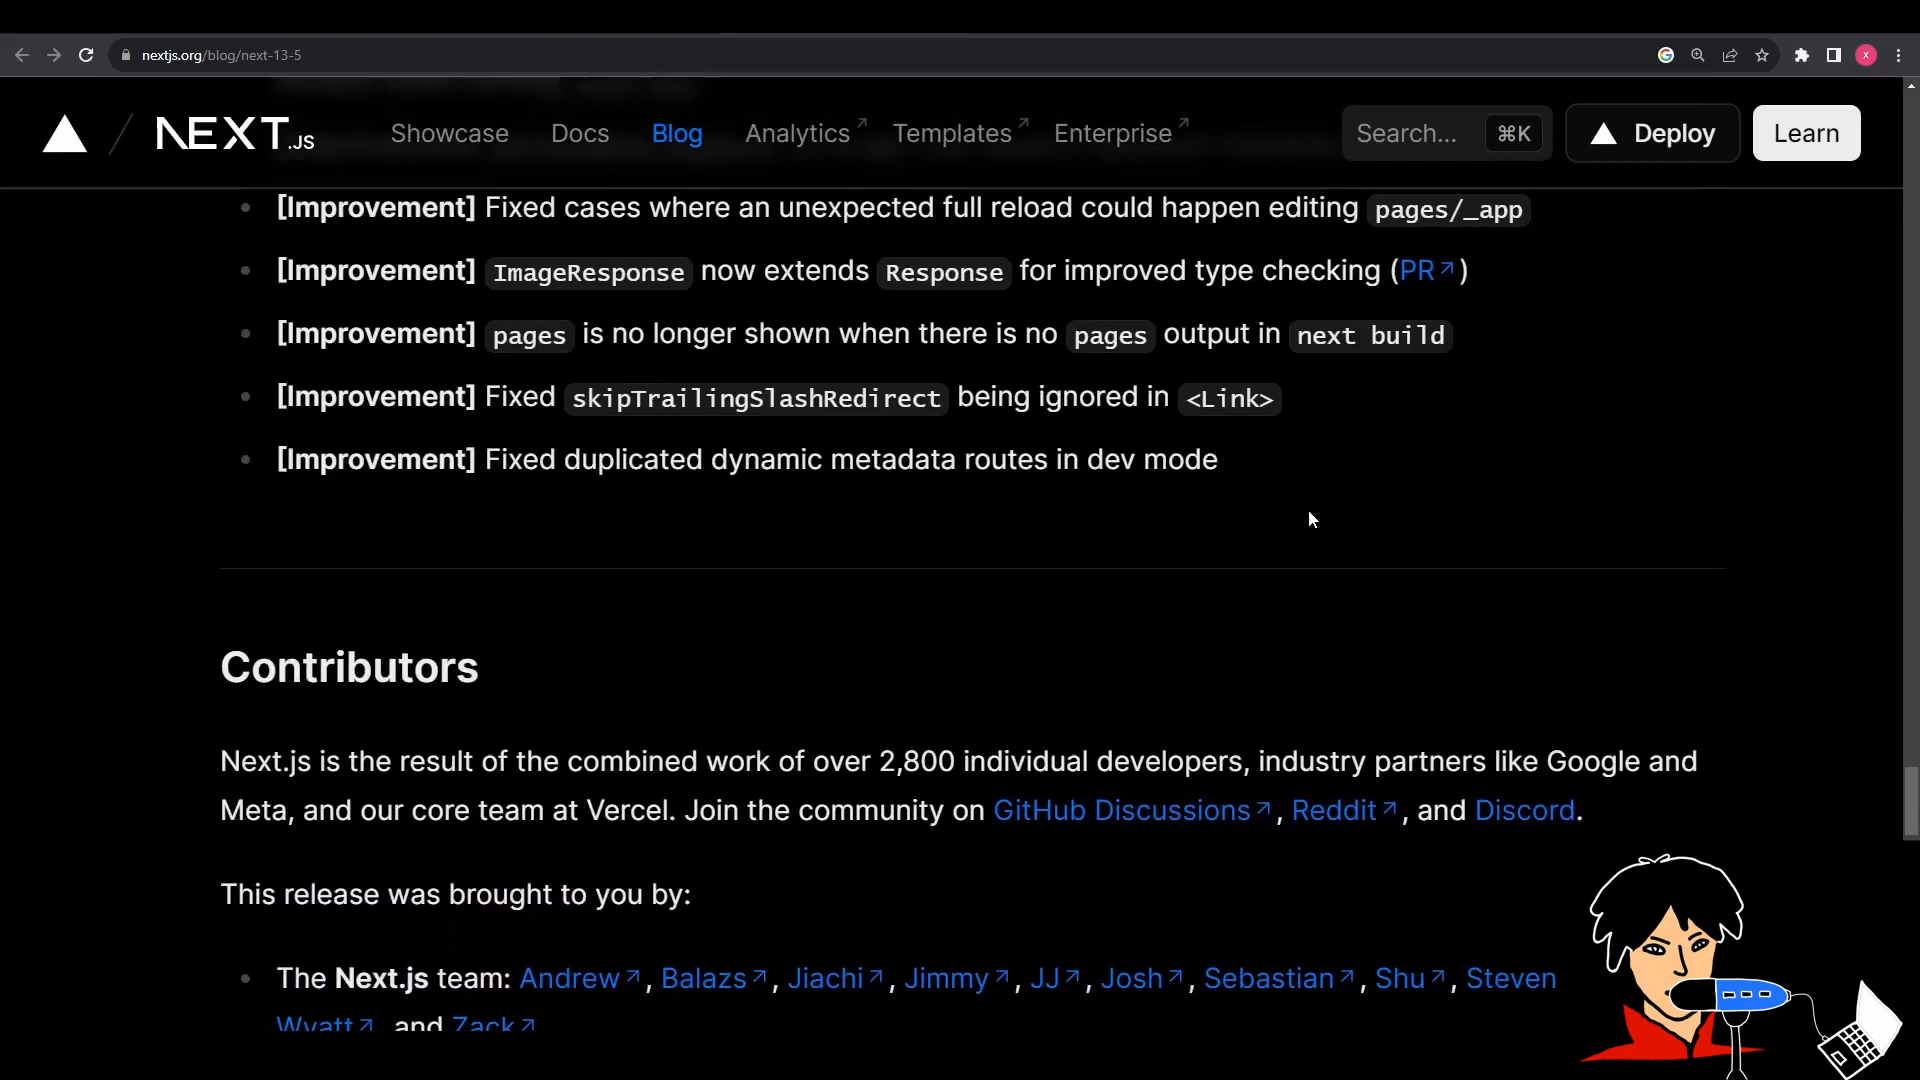 nextjs.org/blog/next-13-5
x
NEXT.JS Showcase Docs Blog Analytics↗ Templates↗ Enterprise↗ Search... ⌘K Deploy Learn
• [Improvement] Fixed cases where an unexpected full reload could happen editing pages/_app
• [Improvement] ImageResponse now extends Response for improved type checking (PR↗)
• [Improvement] pages is no longer shown when there is no pages output in next build
• [Improvement] Fixed skipTrailingSlashRedirect being ignored in <Link>
• [Improvement] Fixed duplicated dynamic metadata routes in dev mode
Contributors
Next.js is the result of the combined work of over 2,800 individual developers, industry partners like Google and
Meta, and our core team at Vercel. Join the community on GitHub Discussions↗, Reddit↗, and Discord.
This release was brought to you by:
• The Next.js team: Andrew↗, Balazs↗, Jiachi↗, Jimmy↗, JJ↗, Josh↗, Sebastian↗, Shu↗, Steven
Wyatt↗, and Zack↗